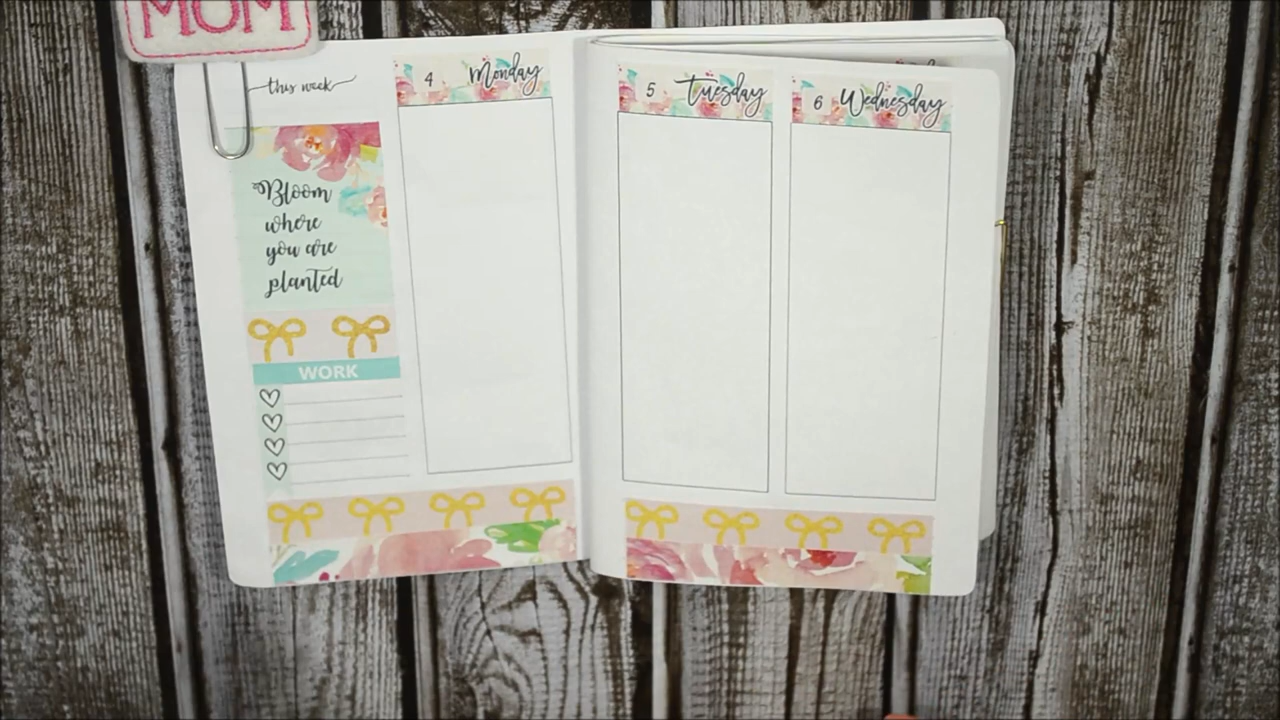 MOM
this week
Bloom
where
you are
planted
WORK
4 Monday
5 Tuesday
6 Wednesday